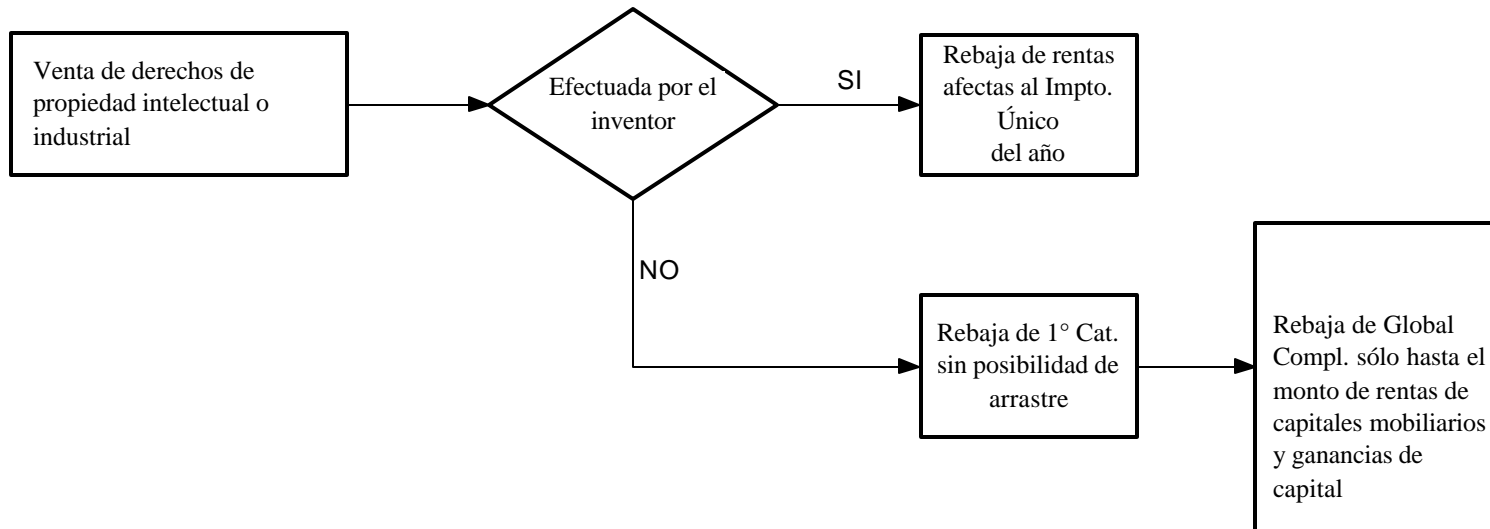 Venta de derechos de
propiedad intelectual o
industrial
Efectuada por el
inventor
SI
Rebaja de rentas
afectas al Impto.
Único
del año
NO
Rebaja de 1° Cat.
sin posibilidad de
arrastre
Rebaja de Global
Compl. sólo hasta el
monto de rentas de
capitales mobiliarios
y ganancias de
capital